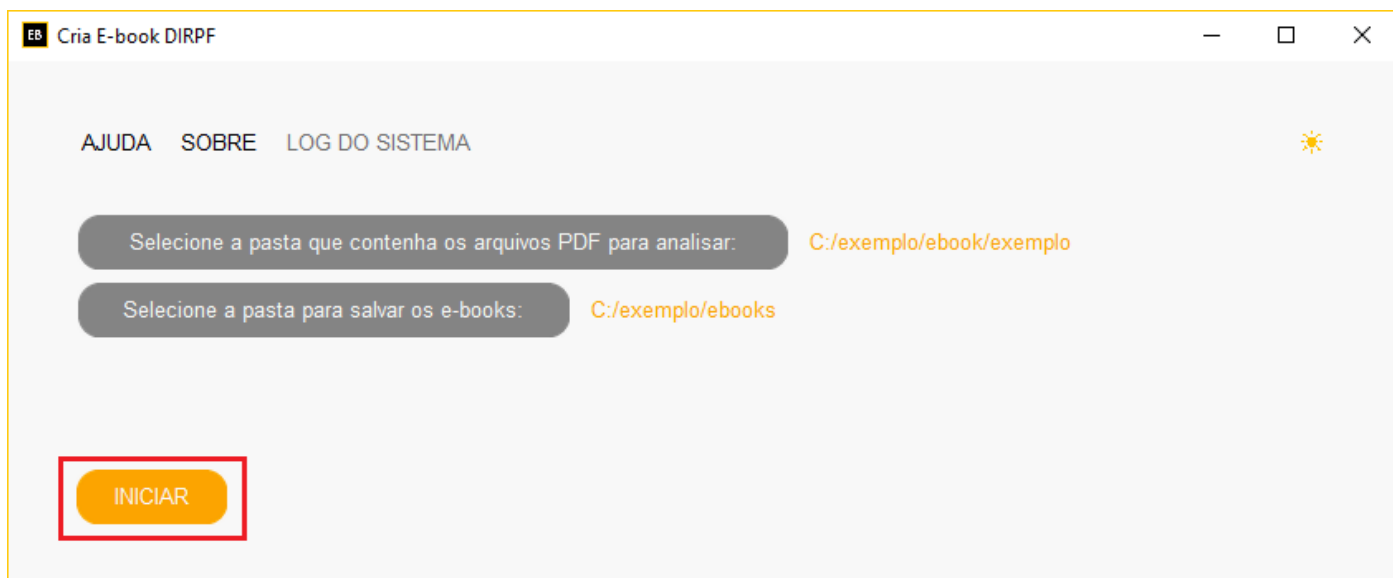 EB Cria E-book DIRPF
AJUDA SOBRE LOG DO SISTEMA
Selecione a pasta que contenha os arquivos PDF para analisar: C:/exemplo/ebook/exemplo
Selecione a pasta para salvar os e-books: C:/exemplo/ebooks
INICIAR